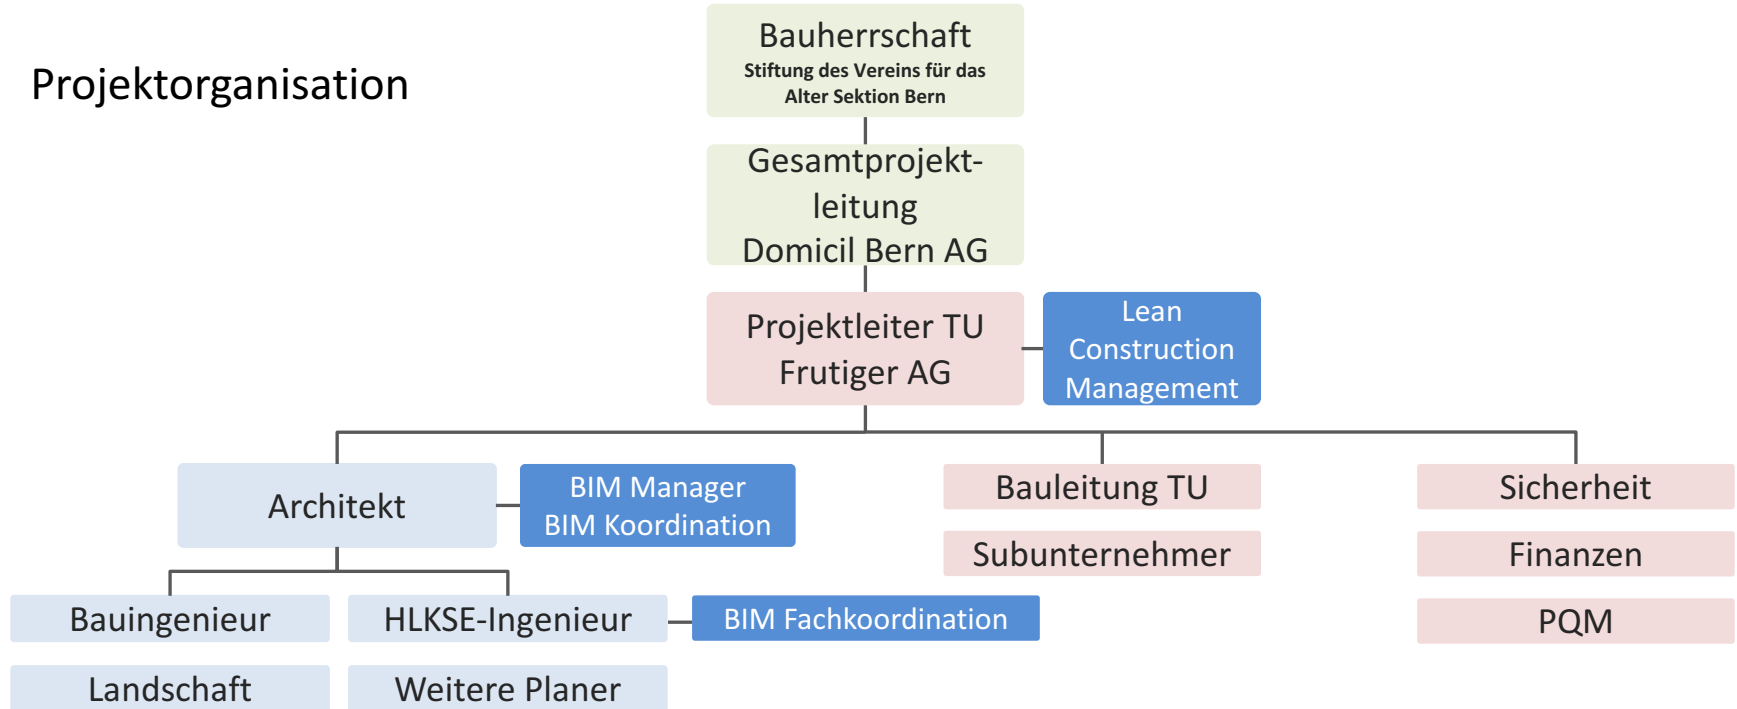 Projektorganisation
Bauherrschaft
Stiftung des Vereins für das
Alter Sektion Bern
Gesamtprojekt-
leitung
Domicil Bern AG
Projektleiter TU
Frutiger AG
Lean
Construction
Management
Architekt
BIM Manager
BIM Koordination
Bauleitung TU
Sicherheit
Subunternehmer
Finanzen
Bauingenieur
HLKSE-Ingenieur
BIM Fachkoordination
PQM
Landschaft
Weitere Planer